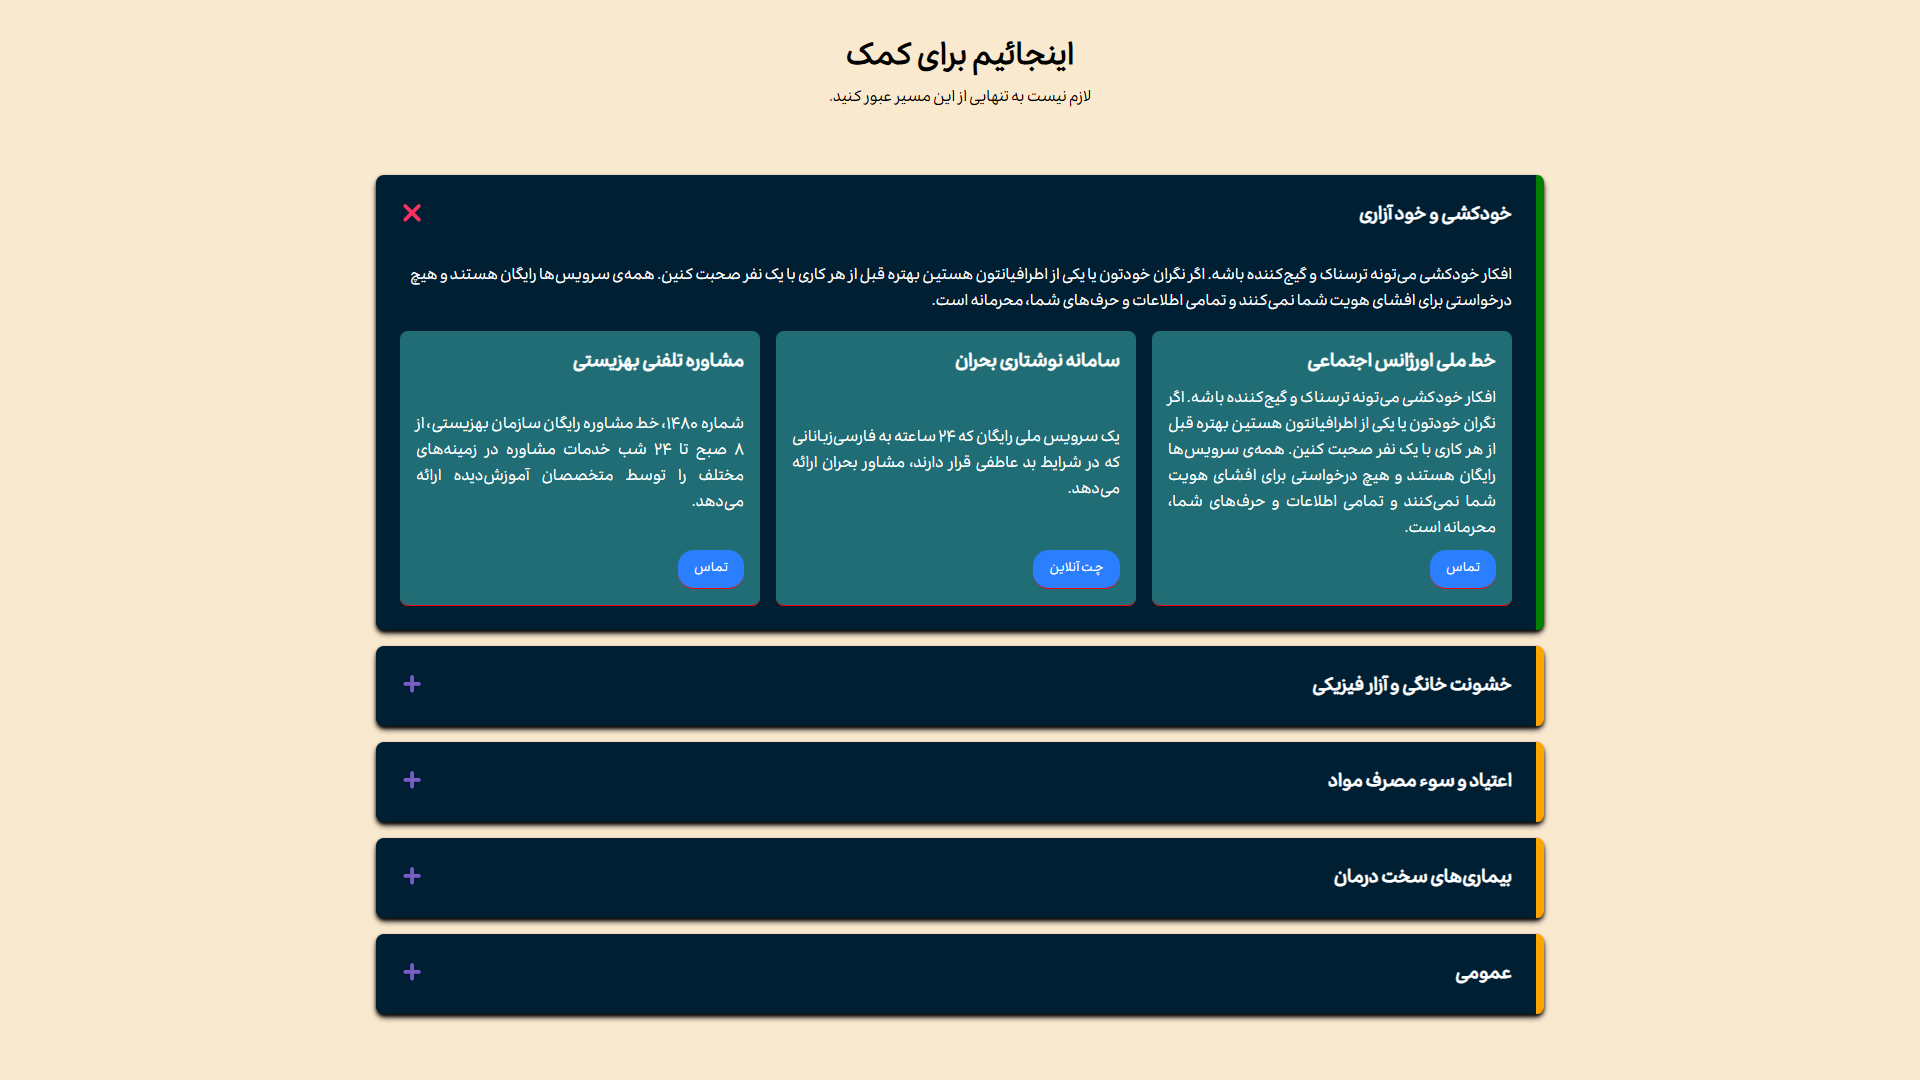 اینجائیم برای کمک
لازم نیست به تنهایی از این مسیر عبور کنید.
خودکشی و خود آزاری
افکار خودکشی می‌تونه ترسناک و گیج‌کننده باشه. اگر نگران خودتون یا یکی از اطرافیانتون هستین بهتره قبل از هر کاری با یک نفر صحبت کنین. همه‌ی سرویس‌ها رایگان هستند و هیچ
درخواستی برای افشای هویت شما نمی‌کنند و تمامی اطلاعات و حرف‌های شما، محرمانه است.
خط ملی اورژانس اجتماعی
افکار خودکشی می‌تونه ترسناک و گیج‌کننده باشه. اگر
نگران خودتون یا یکی از اطرافیانتون هستین بهتره قبل
از هر کاری با یک نفر صحبت کنین. همه‌ی سرویس‌ها
رایگان هستند و هیچ درخواستی برای افشای هویت
شما نمی‌کنند و تمامی اطلاعات و حرف‌های شما،
محرمانه است.
تماس
سامانه نوشتاری بحران
یک سرویس ملی رایگان که ۲۴ ساعته به فارسی‌زبانانی
که در شرایط بد عاطفی قرار دارند، مشاور بحران ارائه
می‌دهد.
چت آنلاین
مشاوره تلفنی بهزیستی
شماره ۱۴۸۰، خط مشاوره رایگان سازمان بهزیستی، از
۸ صبح تا ۲۴ شب خدمات مشاوره در زمینه‌های
مختلف را توسط متخصصان آموزش‌دیده ارائه
می‌دهد.
تماس
خشونت خانگی و آزار فیزیکی
اعتیاد و سوء مصرف مواد
بیماری‌های سخت درمان
عمومی